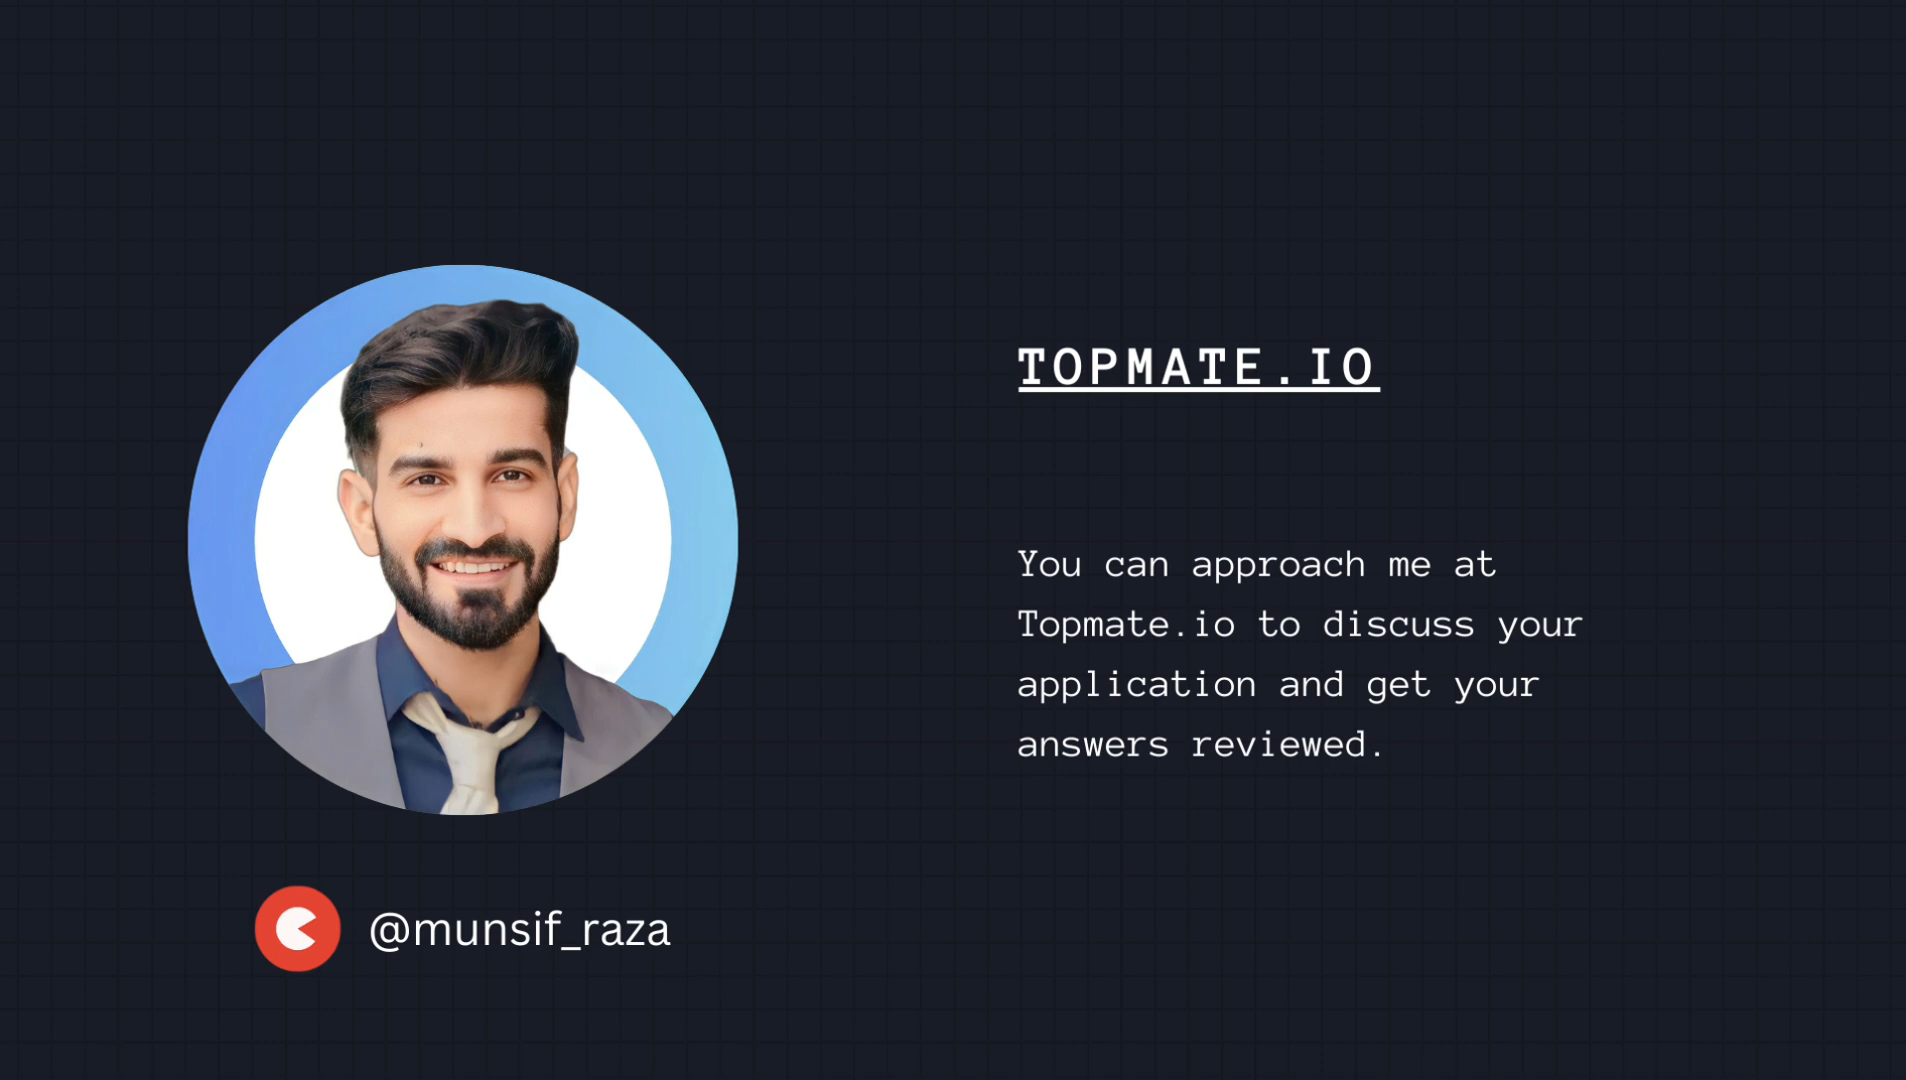 TOPMATE.IO
You can approach me at
Topmate.io to discuss your
application and get your
answers reviewed.
@munsif_raza